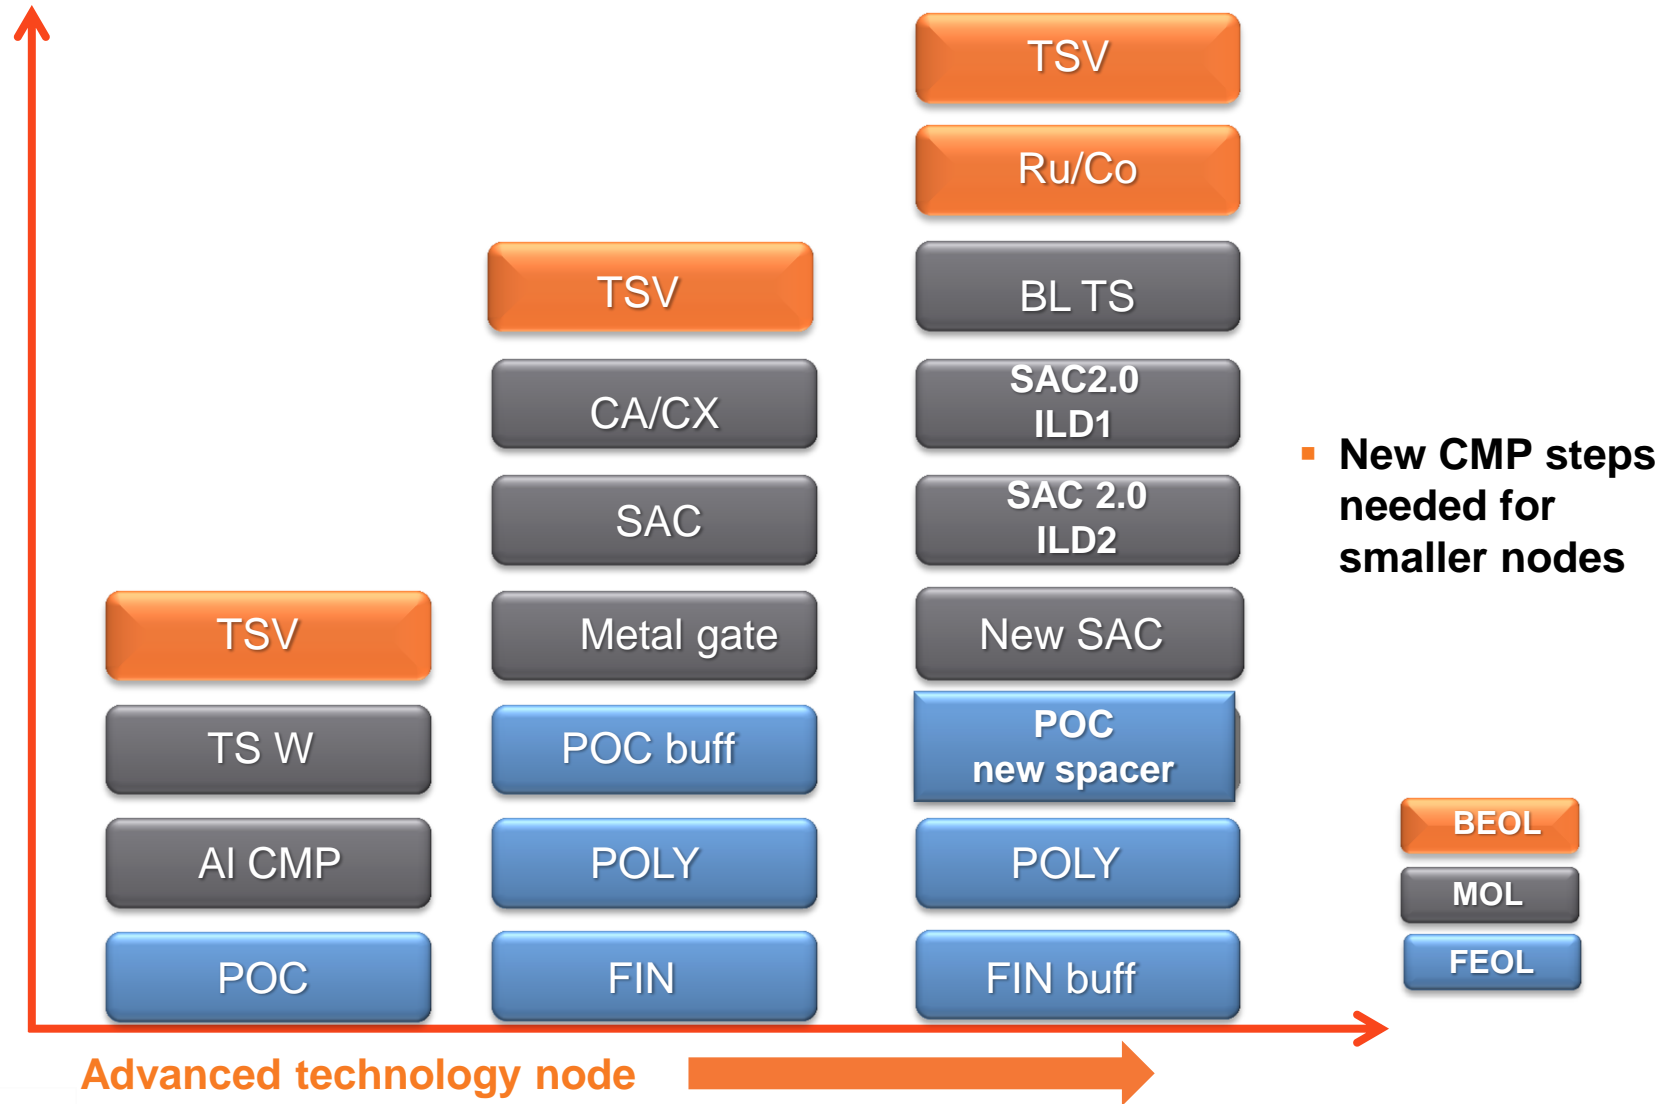 TSV
Ru/Co
TSV
BL TS
CA/CX
SAC2.0
ILD1
SAC
SAC 2.0
ILD2
▪ New CMP steps
needed for
smaller nodes
TSV
Metal gate
New SAC
TS W
POC buff
POC
new spacer
AI CMP
POLY
POLY
BEOL
MOL
FEOL
POC
FIN
FIN buff
Advanced technology node